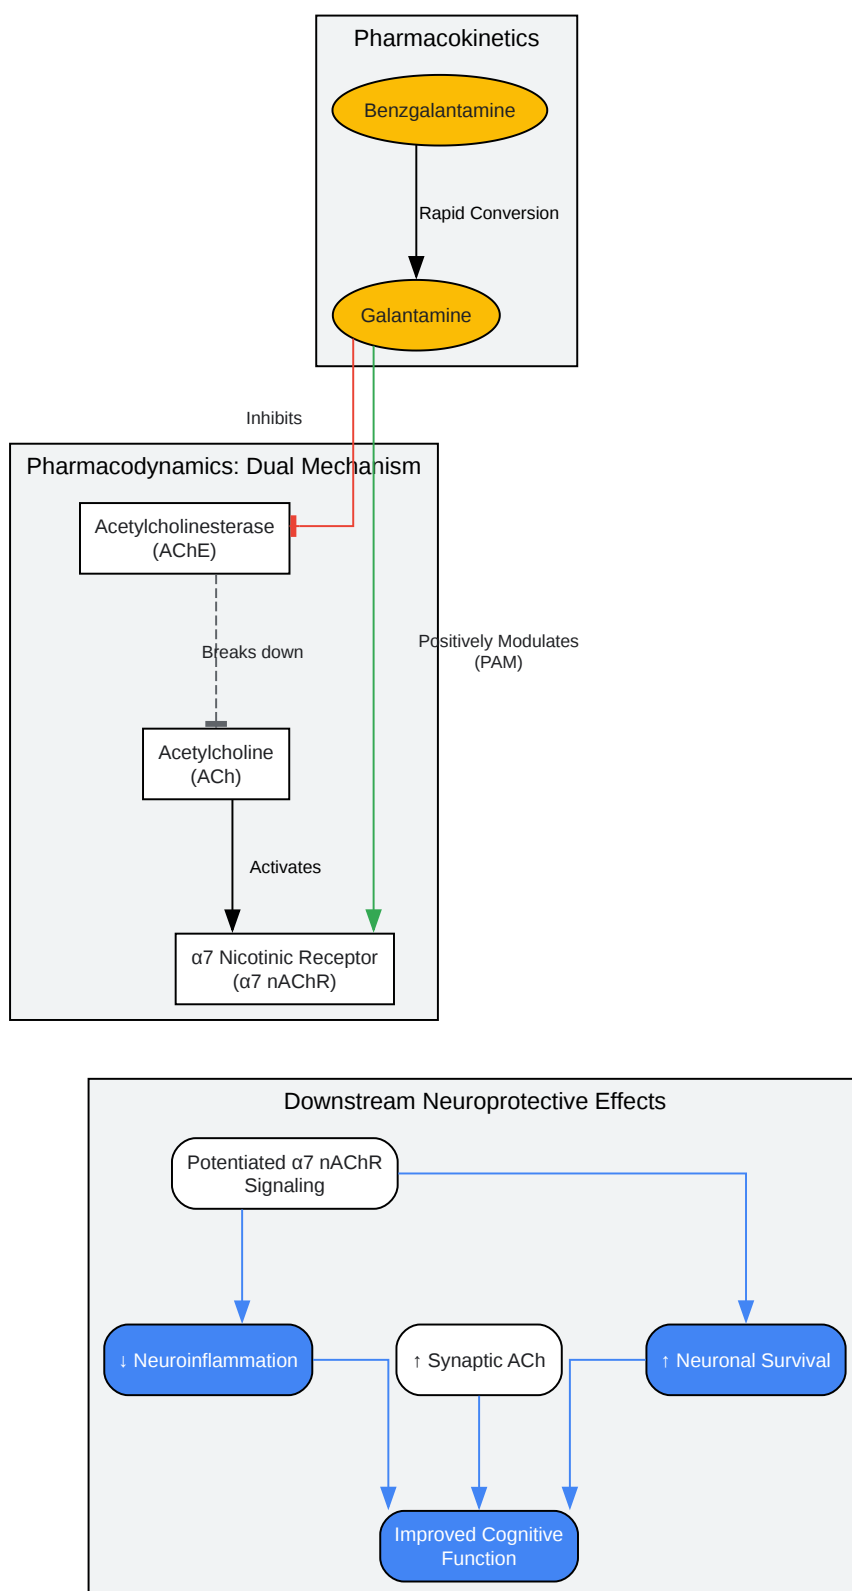 Pharmacokinetics
Benzgalantamine
Rapid Conversion
Galantamine
Inhibits
Pharmacodynamics: Dual Mechanism
Acetylcholinesterase
(AChE)
Breaks down
Positively Modulates
(PAM)
Acetylcholine
(ACh)
Activates
α7 Nicotinic Receptor
(α7 nAChR)
Downstream Neuroprotective Effects
Potentiated α7 nAChR
Signaling
↓ Neuroinflammation
↑ Synaptic ACh
↑ Neuronal Survival
Improved Cognitive
Function